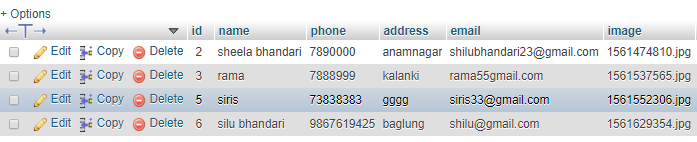 + Options
←T→ id name phone address email image
Edit Copy Delete 2 sheela bhandari 7890000 anamnagar shilubhandari23@gmail.com 1561474810.jpg
Edit Copy Delete 3 rama 7888999 kalanki rama55gmail.com 1561537565.jpg
Edit Copy Delete 5 siris 73838383 gggg siris33@gmail.com 1561552306.jpg
Edit Copy Delete 6 silu bhandari 9867619425 baglung shilu@gmail.com 1561629354.jpg